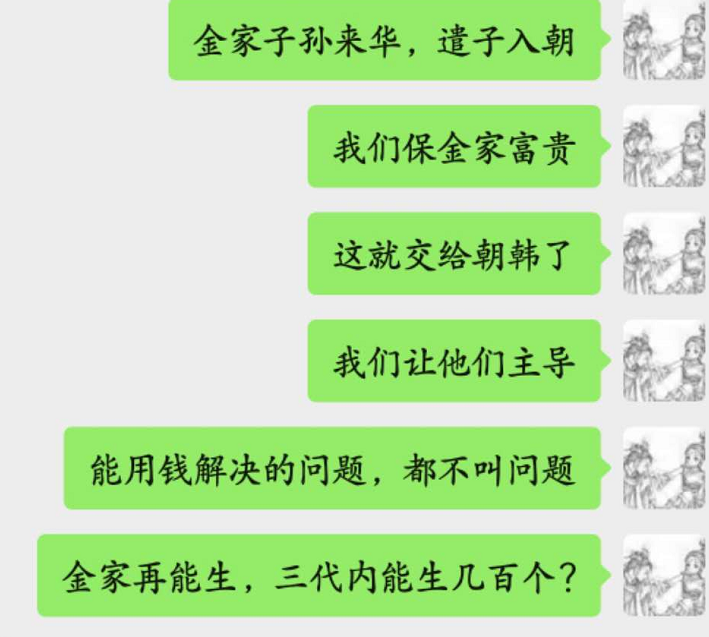 金家子孙来华，遣子入朝
我们保金家富贵
这就交给朝韩了
我们让他们主导
能用钱解决的问题，都不叫问题
金家再能生，三代内能生几百个？